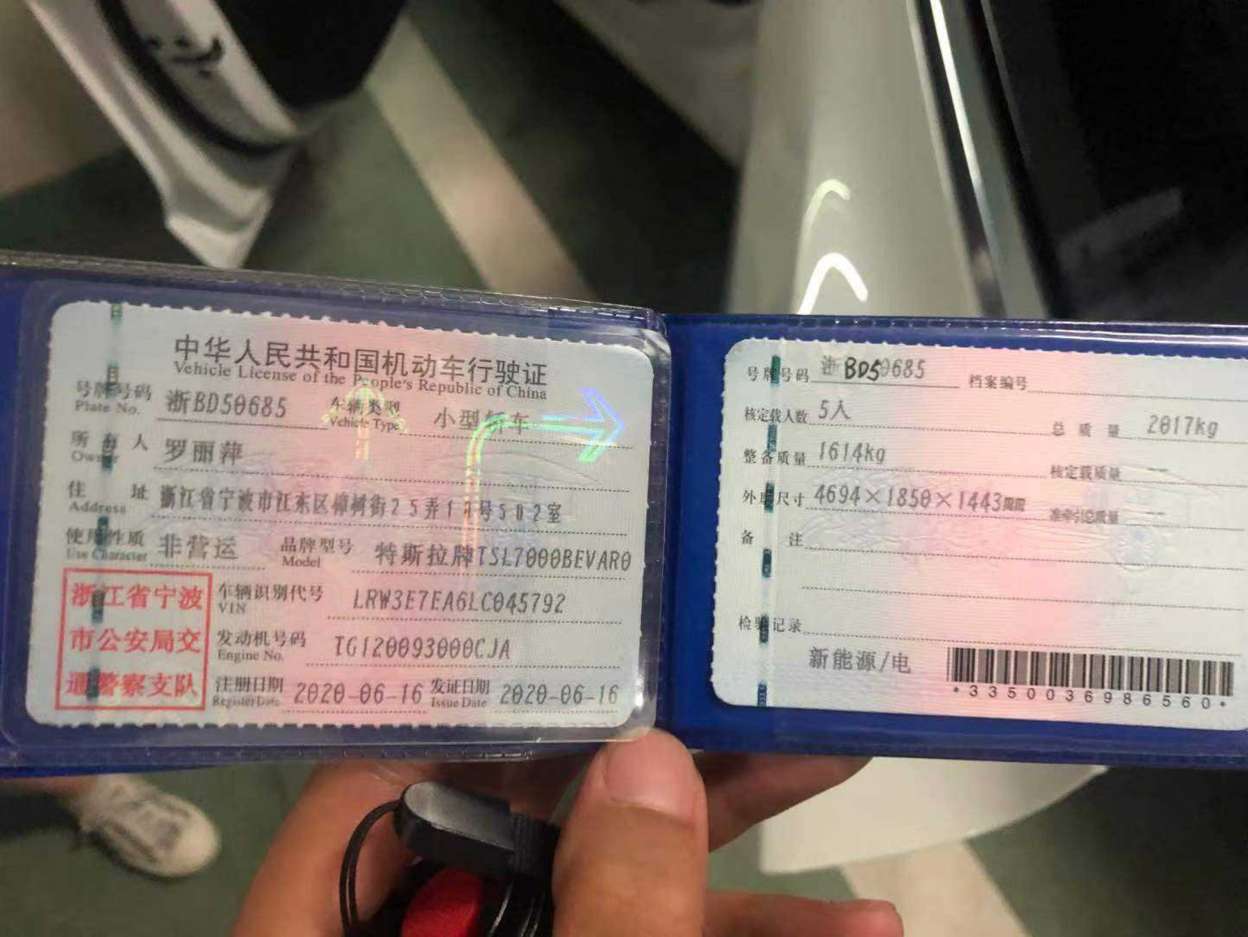 中华人民共和国机动车行驶证
Vehicle License of the People's Republic of China
号牌号码 浙BD50685 车辆类型 小型轿车
Plate No. Vehicle Type
所有人 罗丽萍
Owner
住址 浙江省宁波市江东区樟树街25弄 号502室
Address
使用性质 非营运 品牌型号 特斯拉牌TSL7000BEVAR0
Use Character Model
浙江省宁波
市公安局交
通警察支队
车辆识别代号 LRW3E7EA6LC045792
VIN
发动机号码 TG120093000CJA
Engine No.
注册日期 2020-06-16 发证日期 2020-06-16
Register Date Issue Date
号牌号码 浙BD50685 档案编号
核定载人数 5人 总质量 2017kg
整备质量 1614kg 核定载质量 --
外廓尺寸 4694×1850×1443mm 准牵引总质量 --
备注
检验记录
新能源/电
*3350036986560*